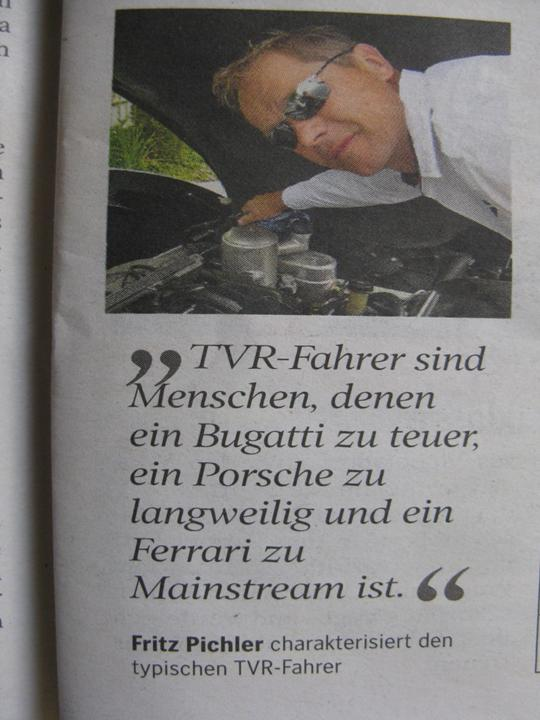 „ TVR-Fahrer sind
Menschen, denen
ein Bugatti zu teuer,
ein Porsche zu
langweilig und ein
Ferrari zu
Mainstream ist. “
Fritz Pichler charakterisiert den
typischen TVR-Fahrer